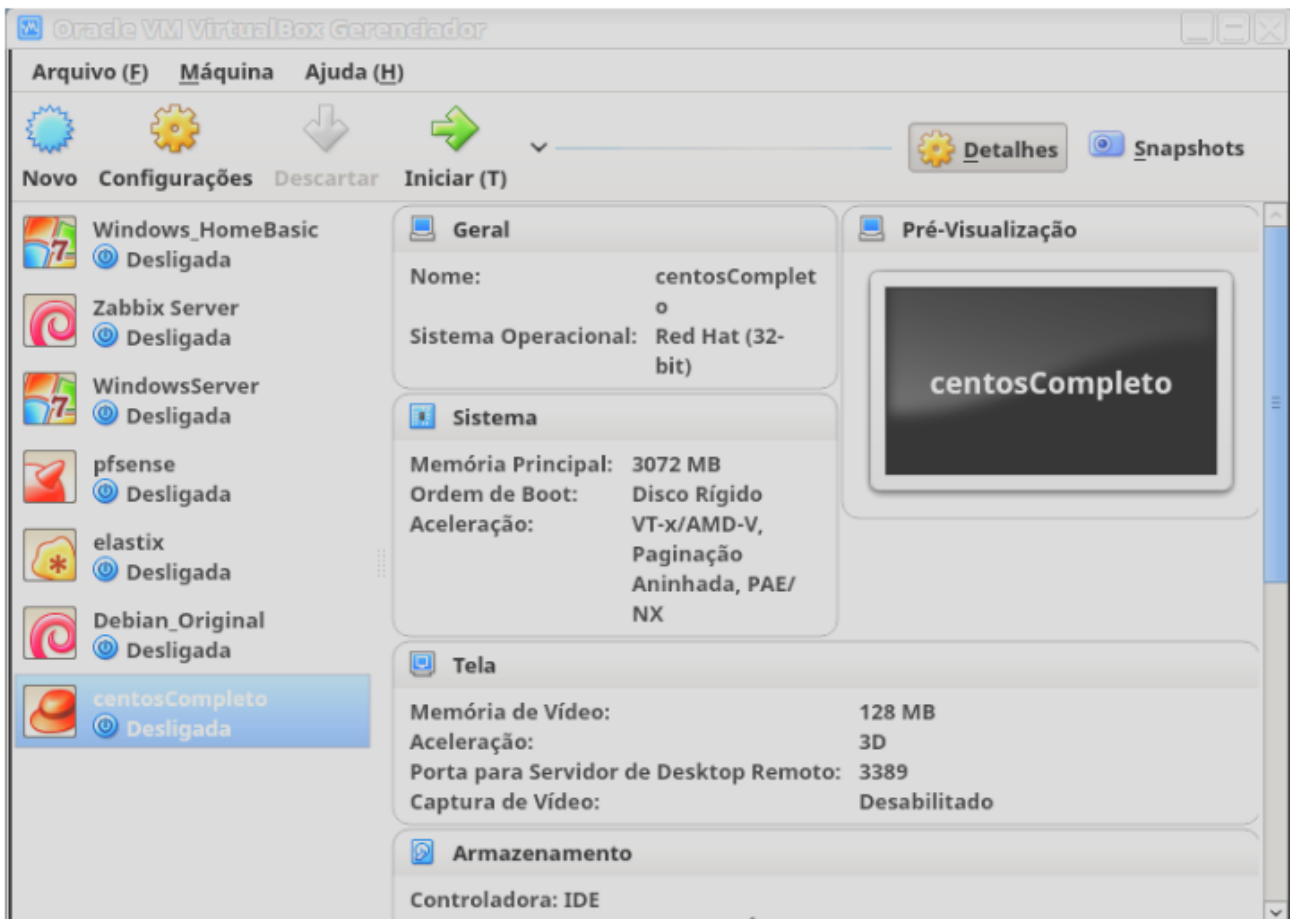 Oracle VM VirtualBox Gerenciador
Arquivo (F) Máquina Ajuda (H)
Novo Configurações Descartar Iniciar (T) Detalhes Snapshots
Windows_HomeBasic
Desligada
Zabbix Server
Desligada
WindowsServer
Desligada
pfsense
Desligada
elastix
Desligada
Debian_Original
Desligada
centosCompleto
Desligada
Geral
Nome: centosComplet
o
Sistema Operacional: Red Hat (32-
bit)
Sistema
Memória Principal: 3072 MB
Ordem de Boot: Disco Rígido
Aceleração: VT-x/AMD-V,
Paginação
Aninhada, PAE/
NX
Pré-Visualização
centosCompleto
Tela
Memória de Vídeo: 128 MB
Aceleração: 3D
Porta para Servidor de Desktop Remoto: 3389
Captura de Vídeo: Desabilitado
Armazenamento
Controladora: IDE